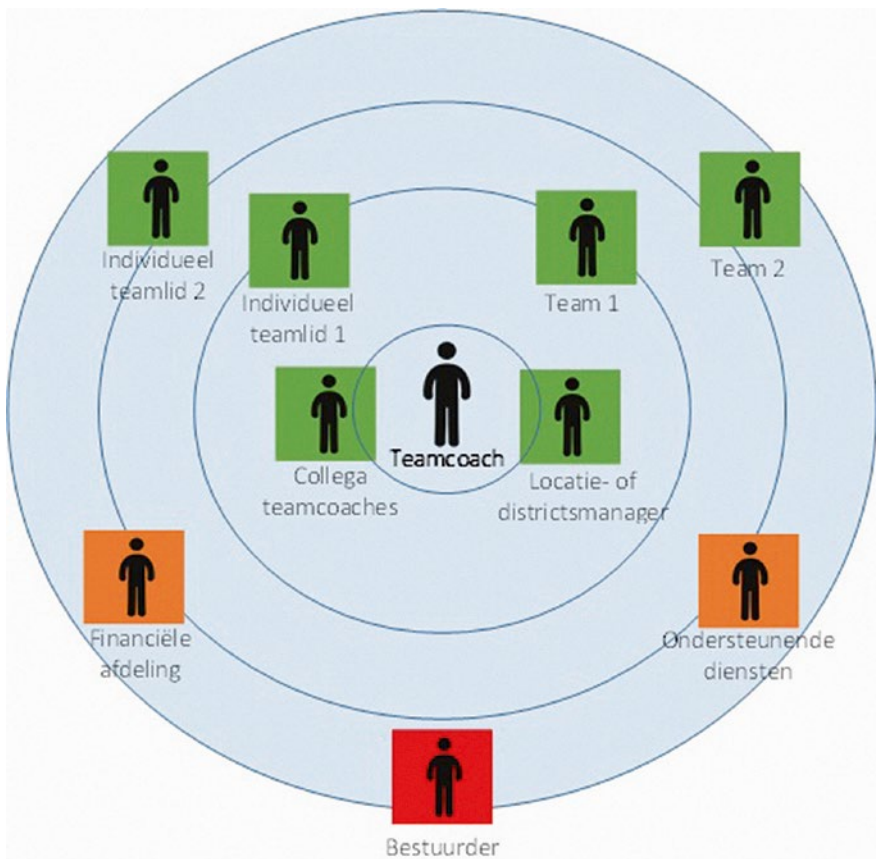 Individueel
teamlid 2
Team 2
Individueel
teamlid 1
Team 1
Teamcoach
Collega
teamcoaches
Locatie- of
districtsmanager
Financiële
afdeling
Ondersteunende
diensten
Bestuurder